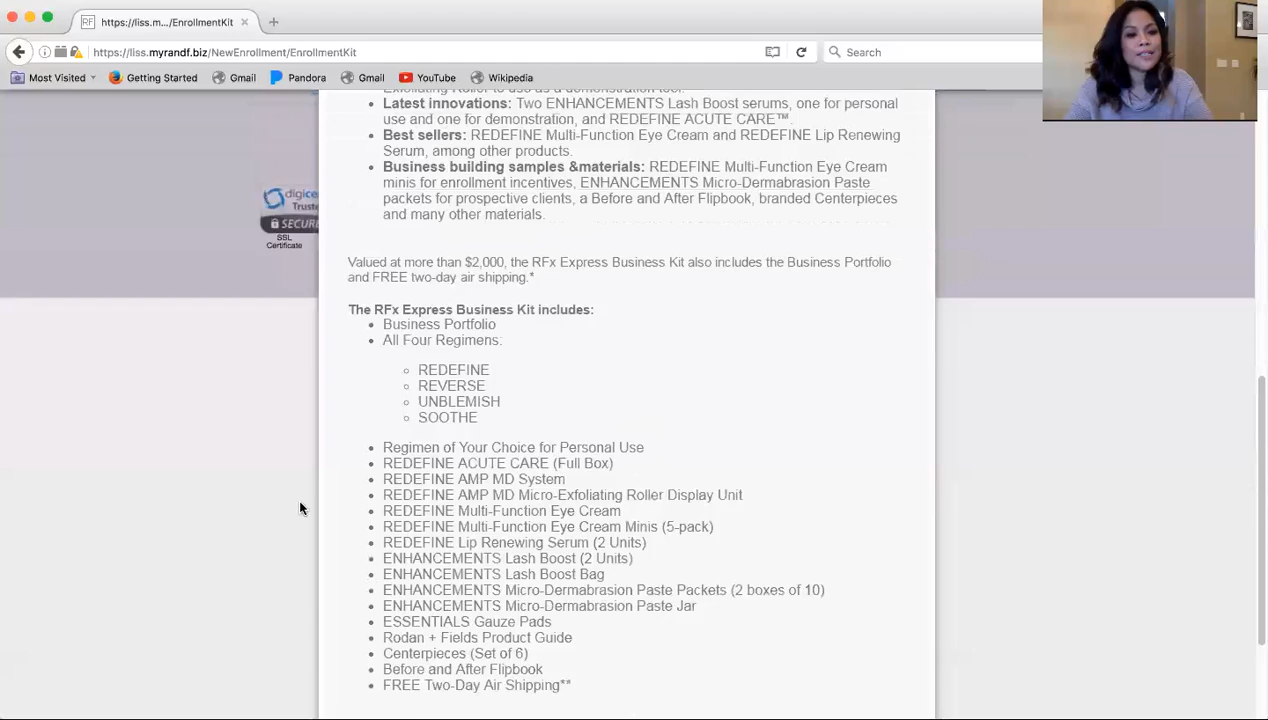 https://liss.m.../EnrollmentKit
https://liss.myrandf.biz/NewEnrollment/EnrollmentKit
Search
Most Visited
Getting Started
Gmail
Pandora
Gmail
YouTube
Wikipedia
Exfoliating Roller to use as a demonstration tool.
Latest innovations: Two ENHANCEMENTS Lash Boost serums, one for personal
use and one for demonstration, and REDEFINE ACUTE CARE™.
Best sellers: REDEFINE Multi-Function Eye Cream and REDEFINE Lip Renewing
Serum, among other products.
Business building samples &materials: REDEFINE Multi-Function Eye Cream
minis for enrollment incentives, ENHANCEMENTS Micro-Dermabrasion Paste
packets for prospective clients, a Before and After Flipbook, branded Centerpieces
and many other materials.
digicer
Truste
SECURE
SSL
Certificate
Valued at more than $2,000, the RFx Express Business Kit also includes the Business Portfolio
and FREE two-day air shipping.*
The RFx Express Business Kit includes:
Business Portfolio
All Four Regimens:
REDEFINE
REVERSE
UNBLEMISH
SOOTHE
Regimen of Your Choice for Personal Use
REDEFINE ACUTE CARE (Full Box)
REDEFINE AMP MD System
REDEFINE AMP MD Micro-Exfoliating Roller Display Unit
REDEFINE Multi-Function Eye Cream
REDEFINE Multi-Function Eye Cream Minis (5-pack)
REDEFINE Lip Renewing Serum (2 Units)
ENHANCEMENTS Lash Boost (2 Units)
ENHANCEMENTS Lash Boost Bag
ENHANCEMENTS Micro-Dermabrasion Paste Packets (2 boxes of 10)
ENHANCEMENTS Micro-Dermabrasion Paste Jar
ESSENTIALS Gauze Pads
Rodan + Fields Product Guide
Centerpieces (Set of 6)
Before and After Flipbook
FREE Two-Day Air Shipping**